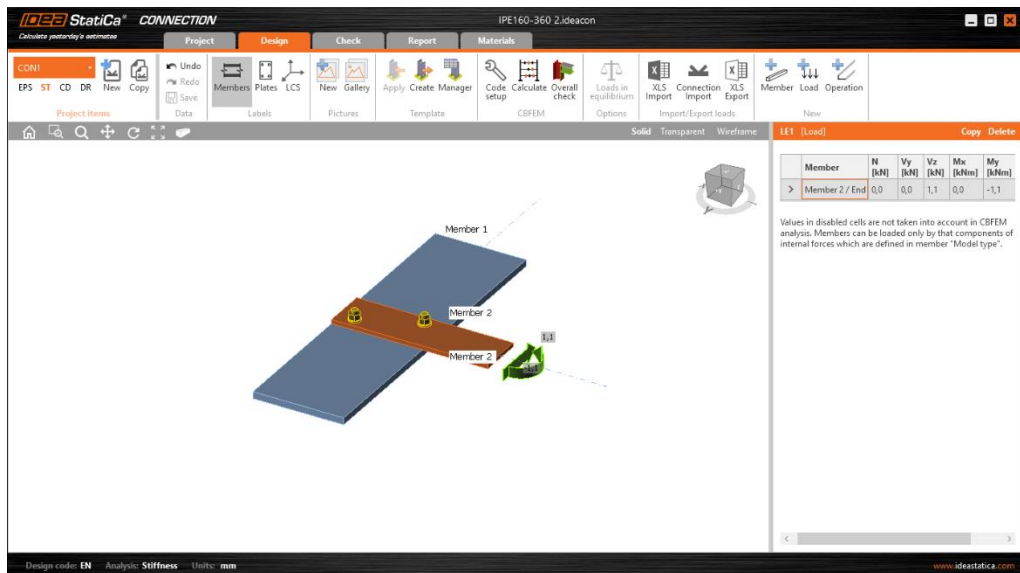 IDEA StatiCa® CONNECTION
Calculate yesterday's estimates
IPE160-360 2.ideacon
Project Design Check Report Materials
CON1
EPS ST CD DR New Copy
Undo
Redo
Save
Members Plates LCS
New Gallery
Apply Create Manager
Code setup Calculate Overall check
Loads in equilibrium
XLS Import Connection Import XLS Export
Member Load Operation
Project items Data Labels Pictures Template CBFEM Options Import/Export loads New
Solid Transparent Wireframe
LE1 [Load] Copy Delete
Member N [kN] Vy [kN] Vz [kN] Mx [kNm] My [kNm]
> Member 2 / End 0,0 0,0 1,1 0,0 -1,1
Values in disabled cells are not taken into account in CBFEM
analysis. Members can be loaded only by that components of
internal forces which are defined in member "Model type".
Member 1
Member 2
1,1
Member 2
Design code: EN Analysis: Stiffness Units: mm
www.ideastatica.com